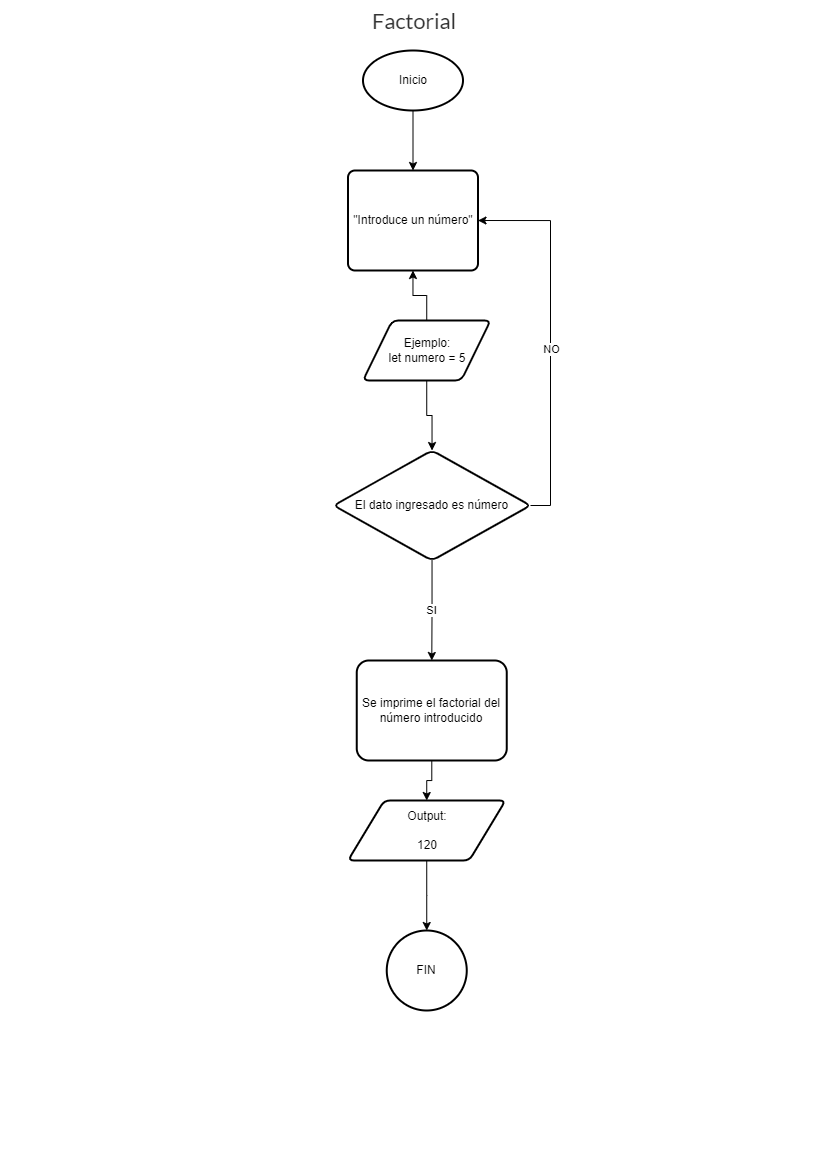 Factorial
Inicio
"Introduce un número"
Ejemplo:
let numero = 5
NO
El dato ingresado es número
SI
Se imprime el factorial del
número introducido
Output:
120
FIN